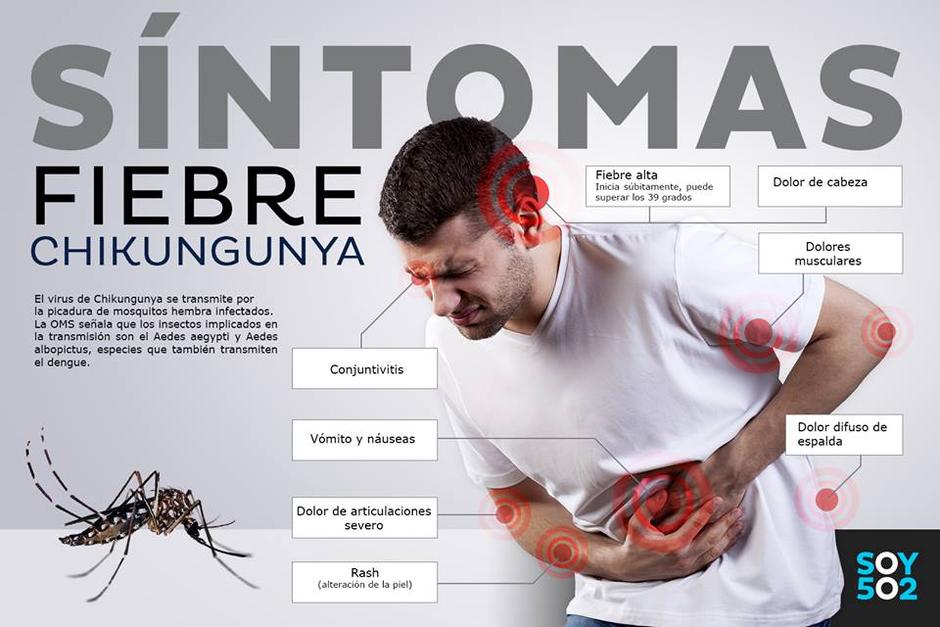 SÍNTOMAS
FIEBRE
CHIKUNGUNYA
El virus de Chikungunya se transmite por
la picadura de mosquitos hembra infectados.
La OMS señala que los insectos implicados en
la transmisión son el Aedes aegypti y Aedes
albopictus, especies que también transmiten
el dengue.
Fiebre alta
Inicia súbitamente, puede
superar los 39 grados
Dolor de cabeza
Dolores
musculares
Conjuntivitis
Vómito y náuseas
Dolor difuso de
espalda
Dolor de articulaciones
severo
Rash
(alteración de la piel)
SOY
502